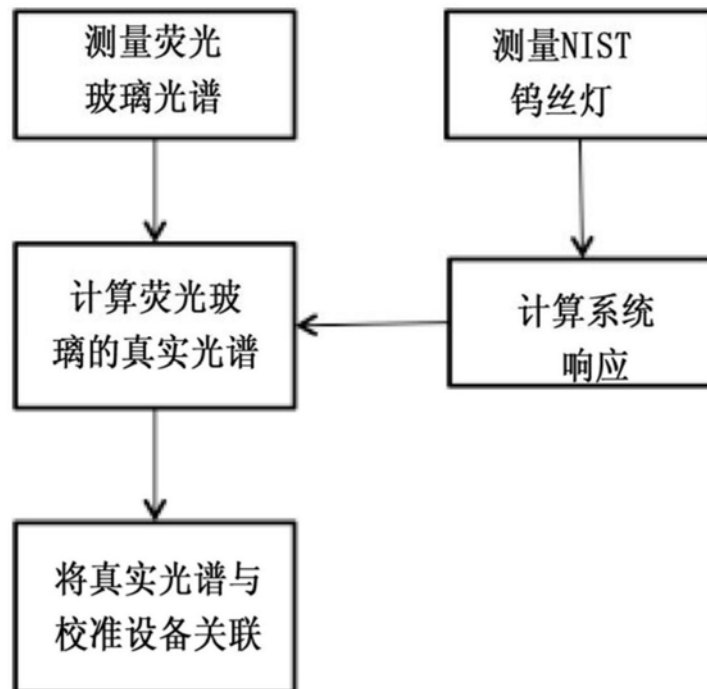 测量荧光
玻璃光谱
测量NIST
钨丝灯
计算荧光玻
璃的真实光谱
计算系统
响应
将真实光谱与
校准设备关联